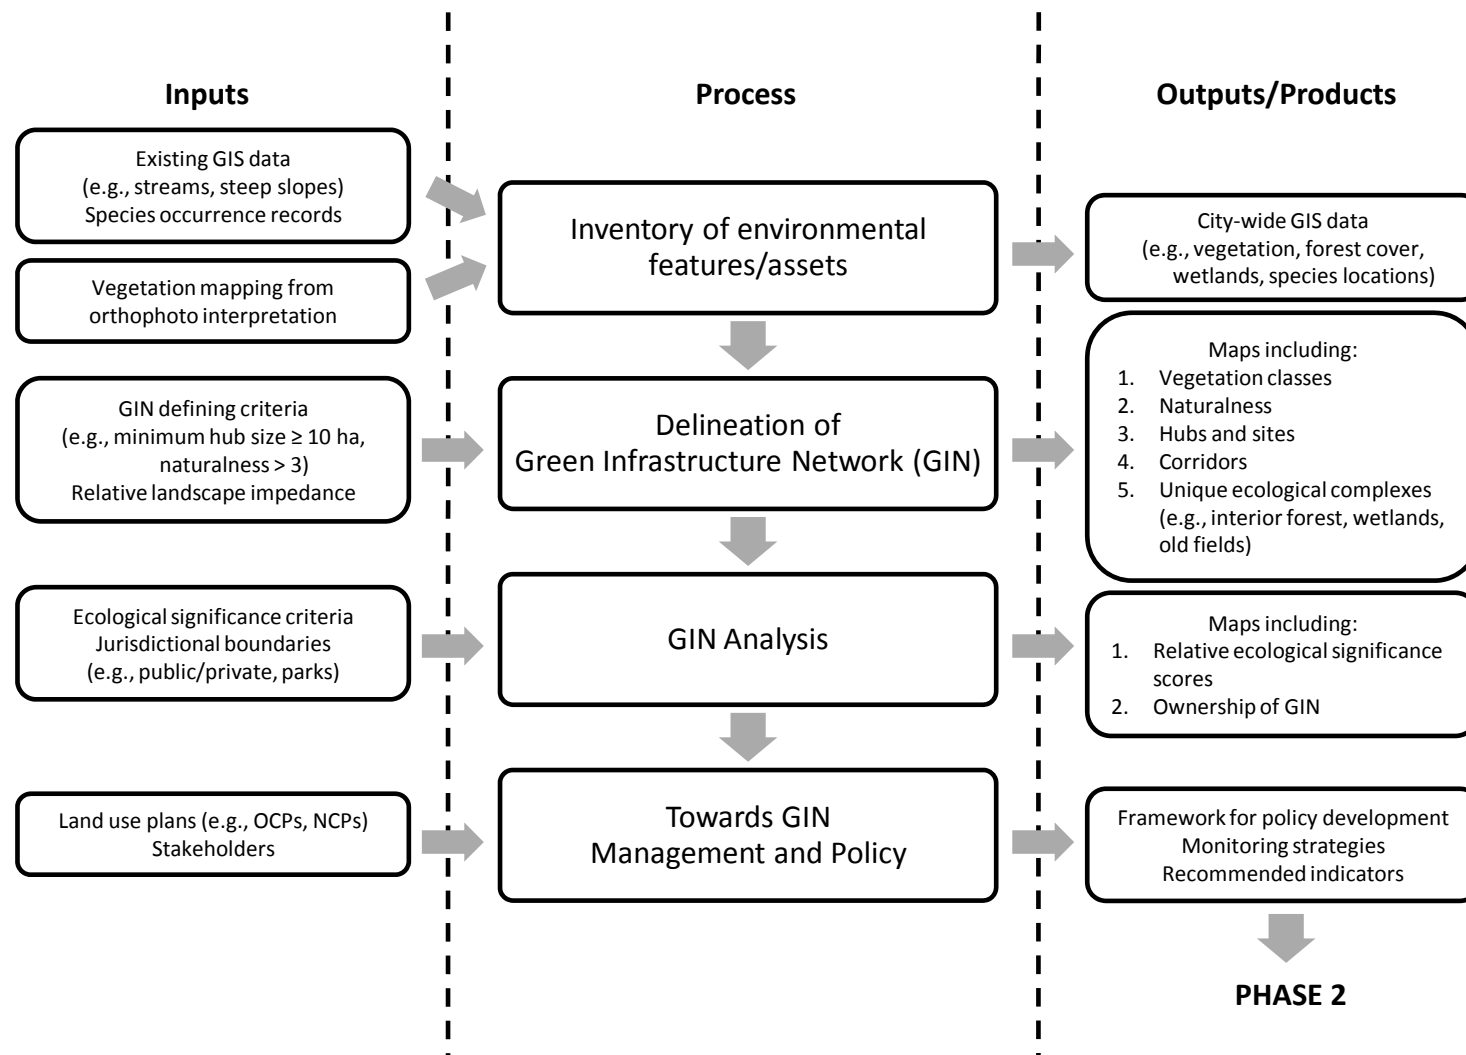 Inputs
Process
Outputs/Products
Existing GIS data
(e.g., streams, steep slopes)
Species occurrence records
Vegetation mapping from
orthophoto interpretation
Inventory of environmental
features/assets
City-wide GIS data
(e.g., vegetation, forest cover,
wetlands, species locations)
GIN defining criteria
(e.g., minimum hub size ≥ 10 ha,
naturalness > 3)
Relative landscape impedance
Delineation of
Green Infrastructure Network (GIN)
Maps including:
1. Vegetation classes
2. Naturalness
3. Hubs and sites
4. Corridors
5. Unique ecological complexes
(e.g., interior forest, wetlands,
old fields)
Ecological significance criteria
Jurisdictional boundaries
(e.g., public/private, parks)
GIN Analysis
Maps including:
1. Relative ecological significance
scores
2. Ownership of GIN
Land use plans (e.g., OCPs, NCPs)
Stakeholders
Towards GIN
Management and Policy
Framework for policy development
Monitoring strategies
Recommended indicators
PHASE 2